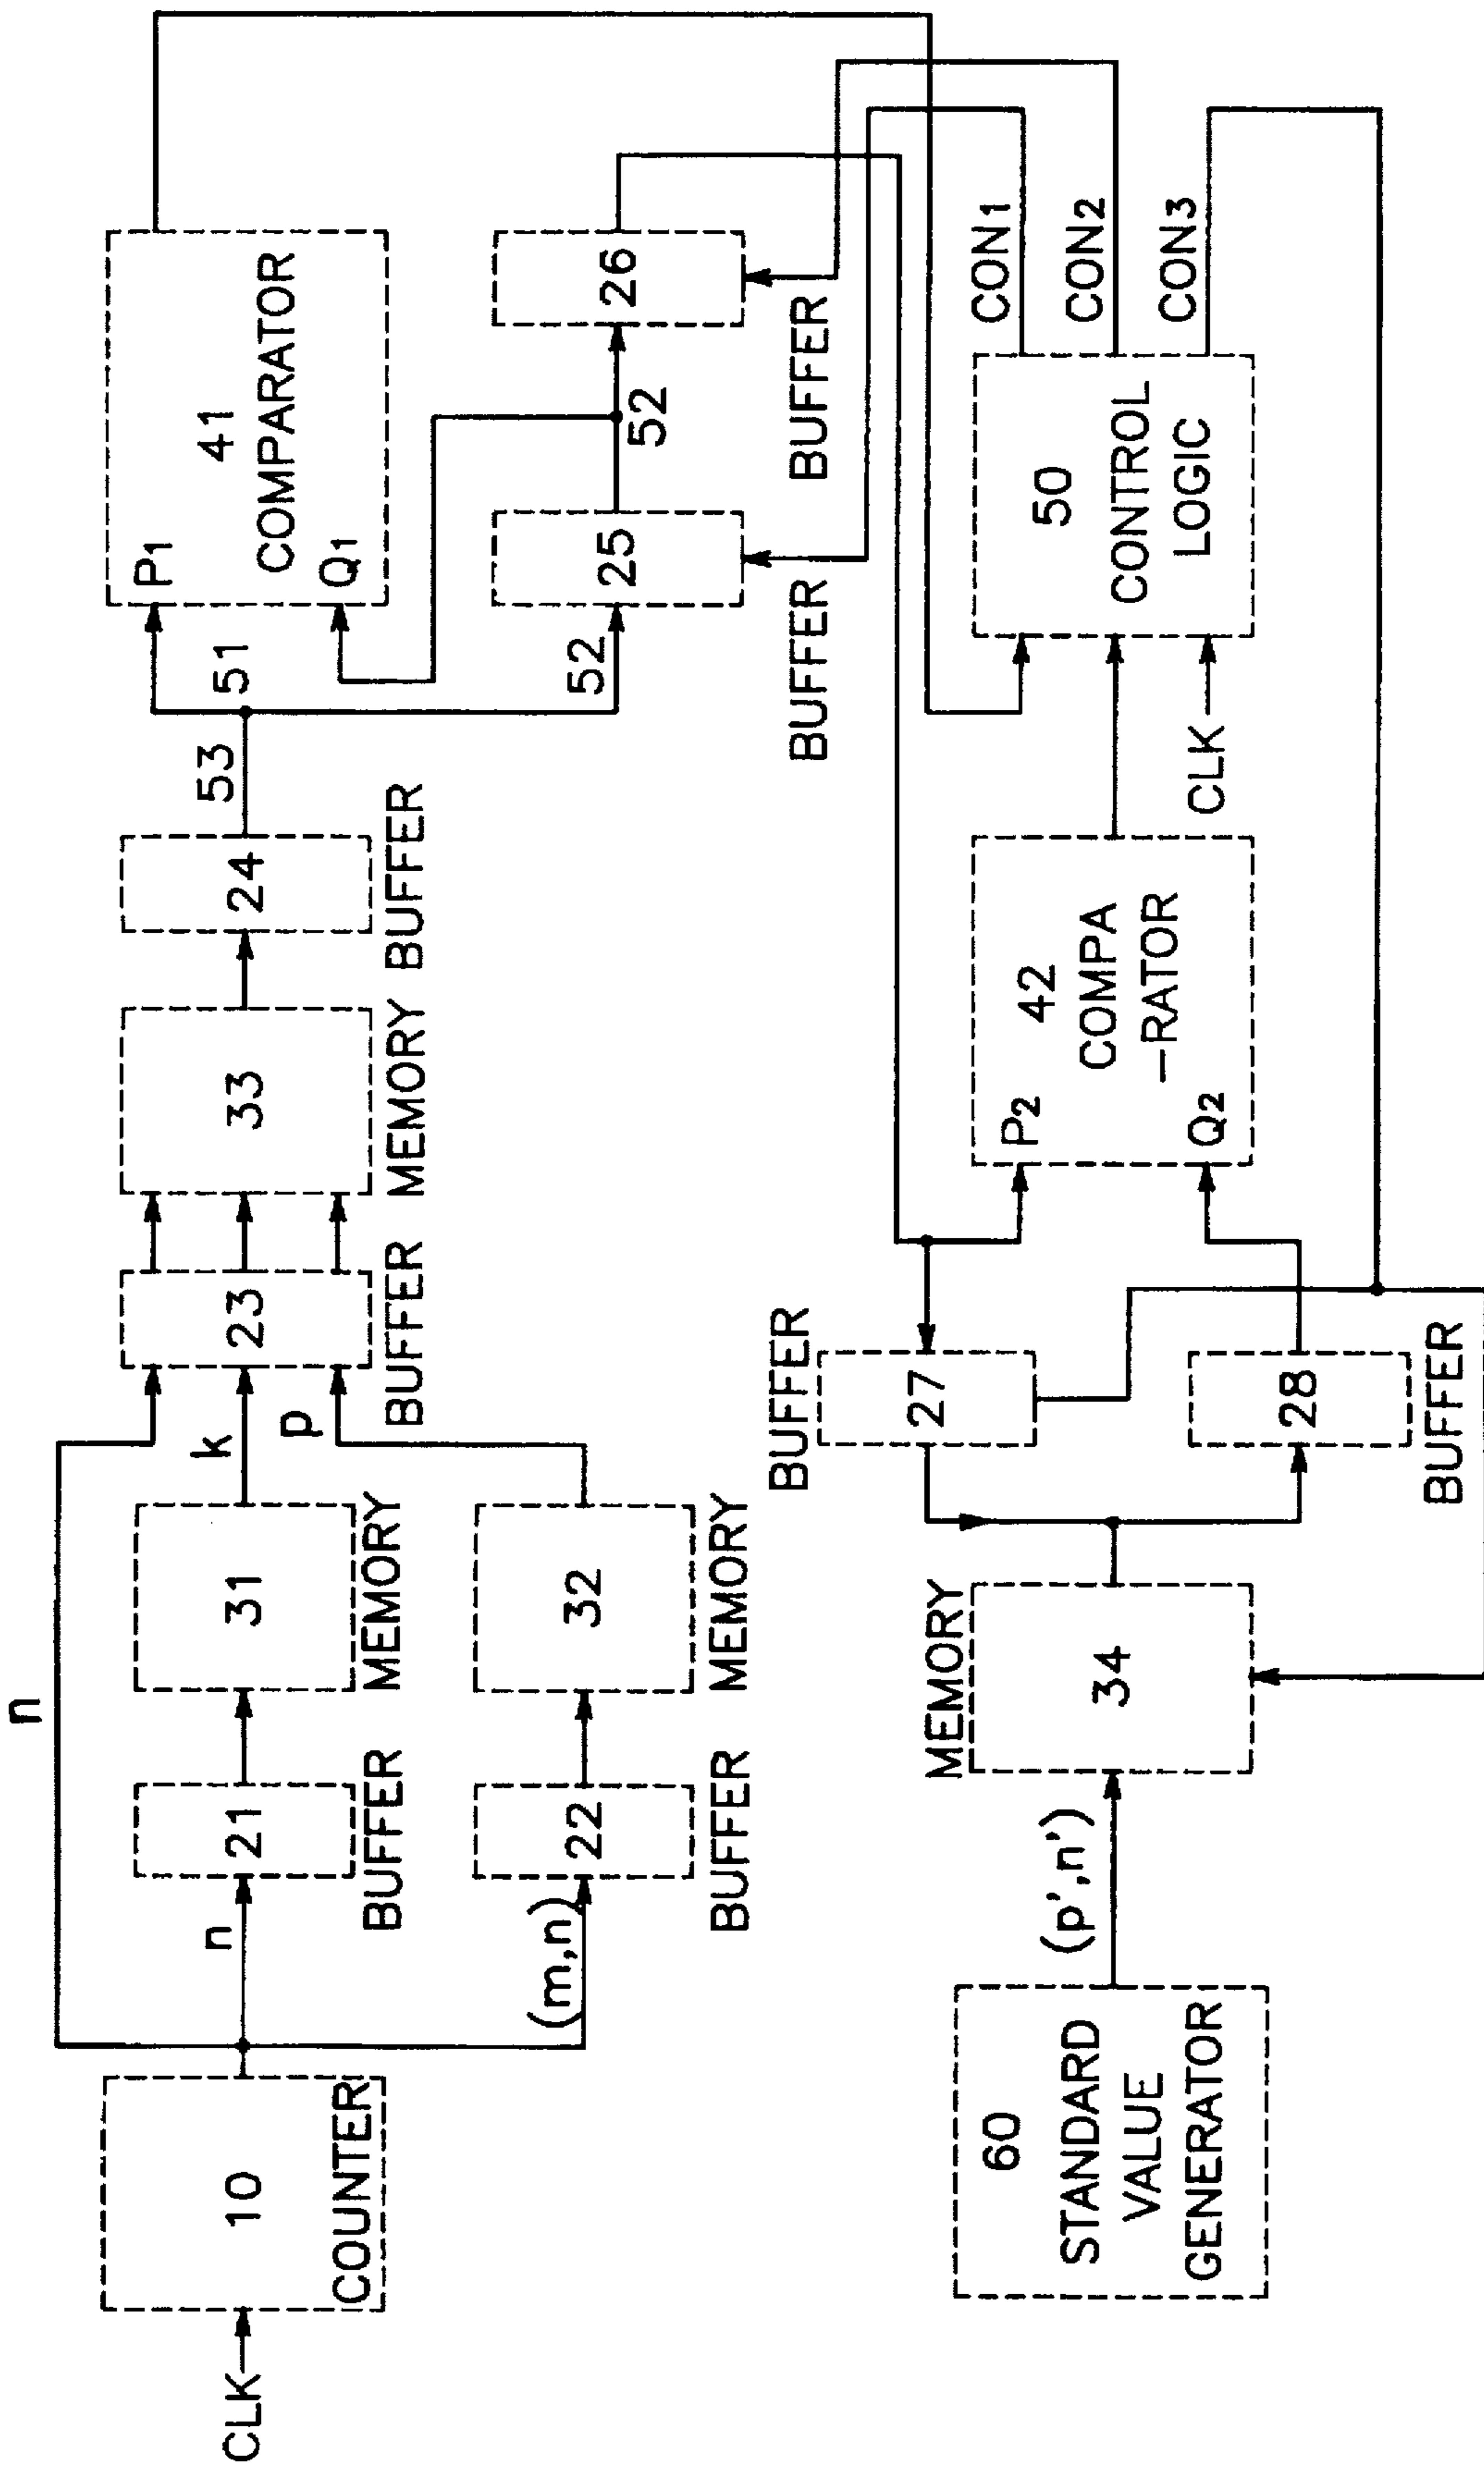 CLK
10
COUNTER
n
n
(m,n)
21
BUFFER
22
BUFFER
31
MEMORY
32
MEMORY
k
p
23
BUFFER
33
MEMORY
24
BUFFER
53
51
52
P1
Q1
41
COMPARATOR
25
BUFFER
52
26
BUFFER
60
STANDARD
VALUE
GENERATOR
(p',n')
MEMORY
34
BUFFER
27
28
BUFFER
P2
Q2
42
COMPA
-RATOR
CLK
50
CONTROL
LOGIC
CON1
CON2
CON3